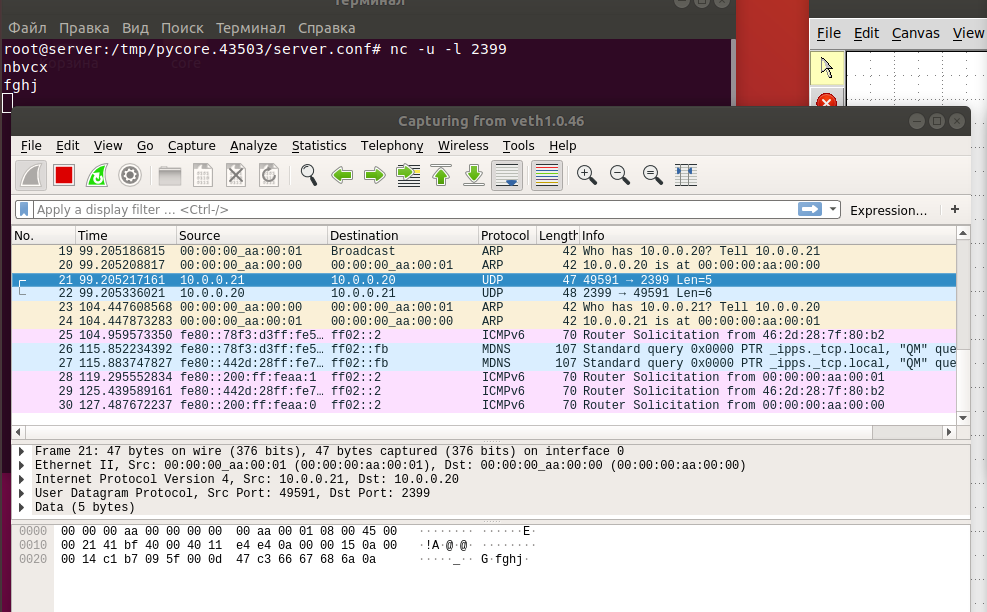 Терминал
Файл Правка Вид Поиск Терминал Справка
root@server:/tmp/pycore.43503/server.conf# nc -u -l 2399
nbvcx
fghj
корзина core
File Edit Canvas View
Capturing from veth1.0.46
File Edit View Go Capture Analyze Statistics Telephony Wireless Tools Help
Apply a display filter ... <Ctrl-/> Expression... +
No. Time Source Destination Protocol Length Info
19 99.205186815 00:00:00_aa:00:01 Broadcast ARP 42 Who has 10.0.0.20? Tell 10.0.0.21
20 99.205208817 00:00:00_aa:00:00 00:00:00_aa:00:01 ARP 42 10.0.0.20 is at 00:00:00:aa:00:00
21 99.205217161 10.0.0.21 10.0.0.20 UDP 47 49591 → 2399 Len=5
22 99.205336021 10.0.0.20 10.0.0.21 UDP 48 2399 → 49591 Len=6
23 104.447608568 00:00:00_aa:00:00 00:00:00_aa:00:01 ARP 42 Who has 10.0.0.21? Tell 10.0.0.20
24 104.447873283 00:00:00_aa:00:01 00:00:00_aa:00:00 ARP 42 10.0.0.21 is at 00:00:00:aa:00:01
25 104.959573350 fe80::78f3:d3ff:fe5… ff02::2 ICMPv6 70 Router Solicitation from 46:2d:28:7f:80:b2
26 115.852234392 fe80::78f3:d3ff:fe5… ff02::fb MDNS 107 Standard query 0x0000 PTR _ipps._tcp.local, "QM" que
27 115.883747827 fe80::442d:28ff:fe7… ff02::fb MDNS 107 Standard query 0x0000 PTR _ipps._tcp.local, "QM" que
28 119.295552834 fe80::200:ff:feaa:1 ff02::2 ICMPv6 70 Router Solicitation from 00:00:00:aa:00:01
29 125.439589161 fe80::442d:28ff:fe7… ff02::2 ICMPv6 70 Router Solicitation from 46:2d:28:7f:80:b2
30 127.487672237 fe80::200:ff:feaa:0 ff02::2 ICMPv6 70 Router Solicitation from 00:00:00:aa:00:00
Frame 21: 47 bytes on wire (376 bits), 47 bytes captured (376 bits) on interface 0
Ethernet II, Src: 00:00:00_aa:00:01 (00:00:00:aa:00:01), Dst: 00:00:00_aa:00:00 (00:00:00:aa:00:00)
Internet Protocol Version 4, Src: 10.0.0.21, Dst: 10.0.0.20
User Datagram Protocol, Src Port: 49591, Dst Port: 2399
Data (5 bytes)
0000 00 00 00 aa 00 00 00 00 00 aa 00 01 08 00 45 00 ········ ······E·
0010 00 21 41 bf 40 00 40 11 e4 e4 0a 00 00 15 0a 00 ·!A·@·@· ········
0020 00 14 c1 b7 09 5f 00 0d 47 c3 66 67 68 6a 0a ·····_·· G·fghj·